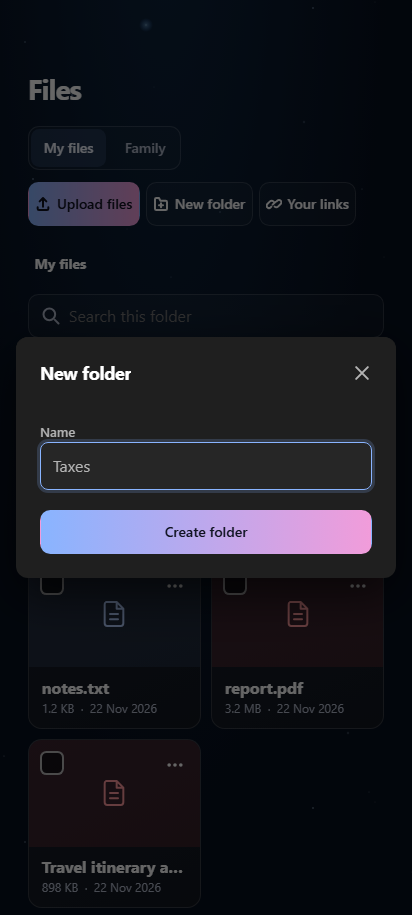 Files
My files Family
Upload files New folder Your links
My files
Search this folder
New folder
Name
Taxes
Create folder
notes.txt report.pdf
1.2 KB · 22 Nov 2026 3.2 MB · 22 Nov 2026
Travel itinerary a...
898 KB · 22 Nov 2026